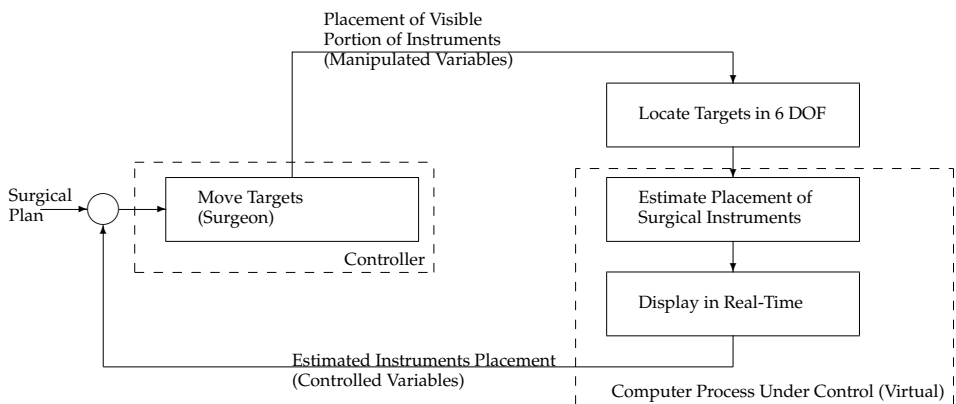 Placement of Visible
Portion of Instruments
(Manipulated Variables)
Locate Targets in 6 DOF
Surgical
Plan
Move Targets
(Surgeon)
Controller
Estimate Placement of
Surgical Instruments
Display in Real-Time
Estimated Instruments Placement
(Controlled Variables)
Computer Process Under Control (Virtual)